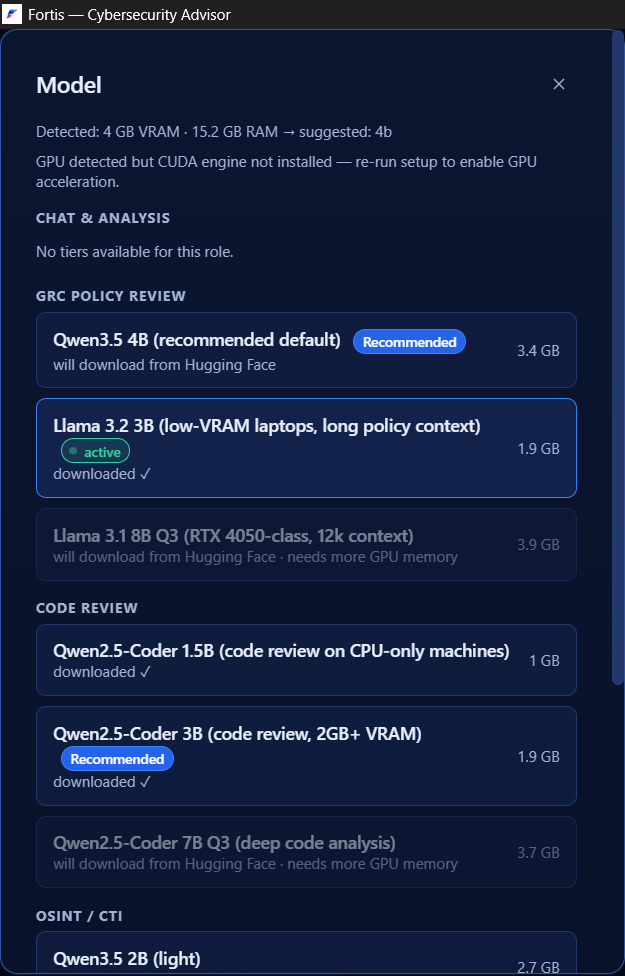 Fortis — Cybersecurity Advisor
Model
Detected: 4 GB VRAM · 15.2 GB RAM → suggested: 4b
GPU detected but CUDA engine not installed — re-run setup to enable GPU
acceleration.
CHAT & ANALYSIS
No tiers available for this role.
GRC POLICY REVIEW
Qwen3.5 4B (recommended default) Recommended
3.4 GB
will download from Hugging Face
Llama 3.2 3B (low-VRAM laptops, long policy context)
active
1.9 GB
downloaded ✓
Llama 3.1 8B Q3 (RTX 4050-class, 12k context)
3.9 GB
will download from Hugging Face · needs more GPU memory
CODE REVIEW
Qwen2.5-Coder 1.5B (code review on CPU-only machines)
1 GB
downloaded ✓
Qwen2.5-Coder 3B (code review, 2GB+ VRAM)
Recommended
1.9 GB
downloaded ✓
Qwen2.5-Coder 7B Q3 (deep code analysis)
3.7 GB
will download from Hugging Face · needs more GPU memory
OSINT / CTI
Qwen3.5 2B (light)
2.7 GB